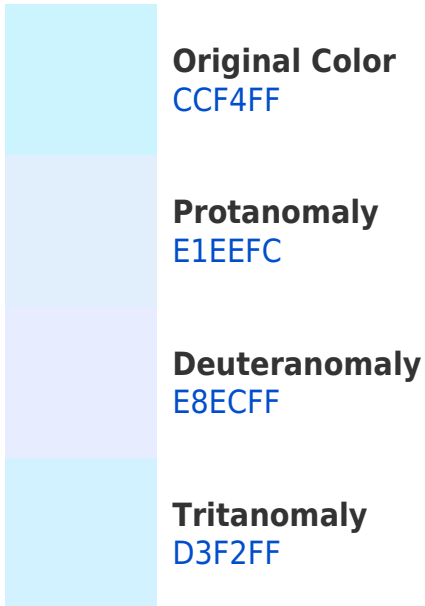 Original Color
CCF4FF
Protanomaly
E1EEFC
Deuteranomaly
E8ECFF
Tritanomaly
D3F2FF